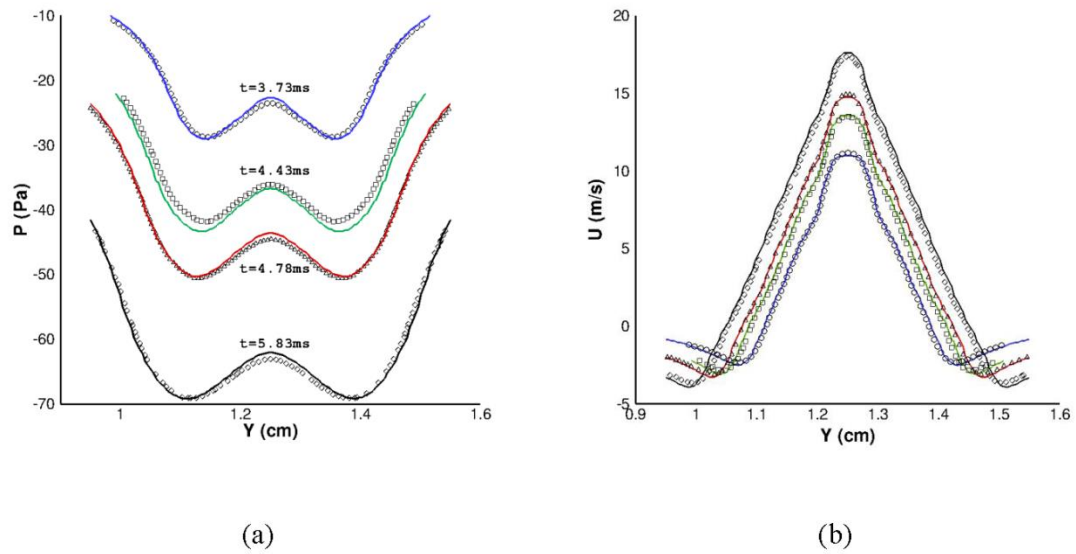 -10
-20
-30
-40
-50
-60
-70
P (Pa)
t=3.73ms
t=4.43ms
t=4.78ms
t=5.83ms
1 1.2 1.4 1.6
Y (cm)
20
15
10
5
0
-5
U (m/s)
0.9 1 1.1 1.2 1.3 1.4 1.5 1.6
Y (cm)
(a) (b)